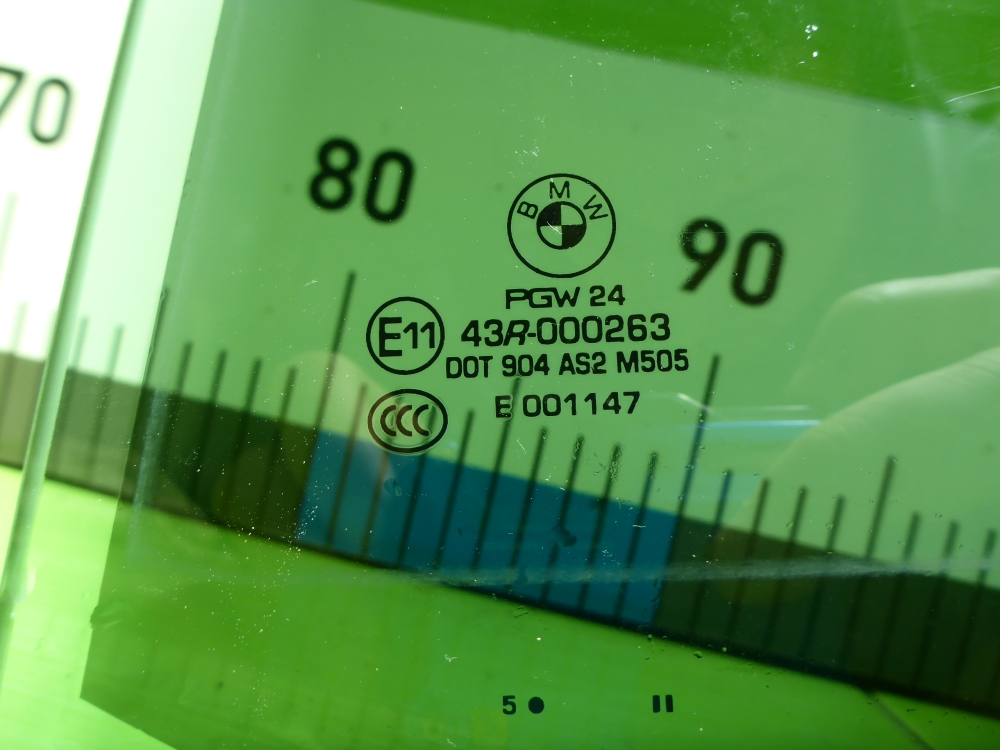 70
80
90
BMW
PGW 24
E11
43R-000263
DOT 904 AS2 M505
CCC
E 001147
5 ● II